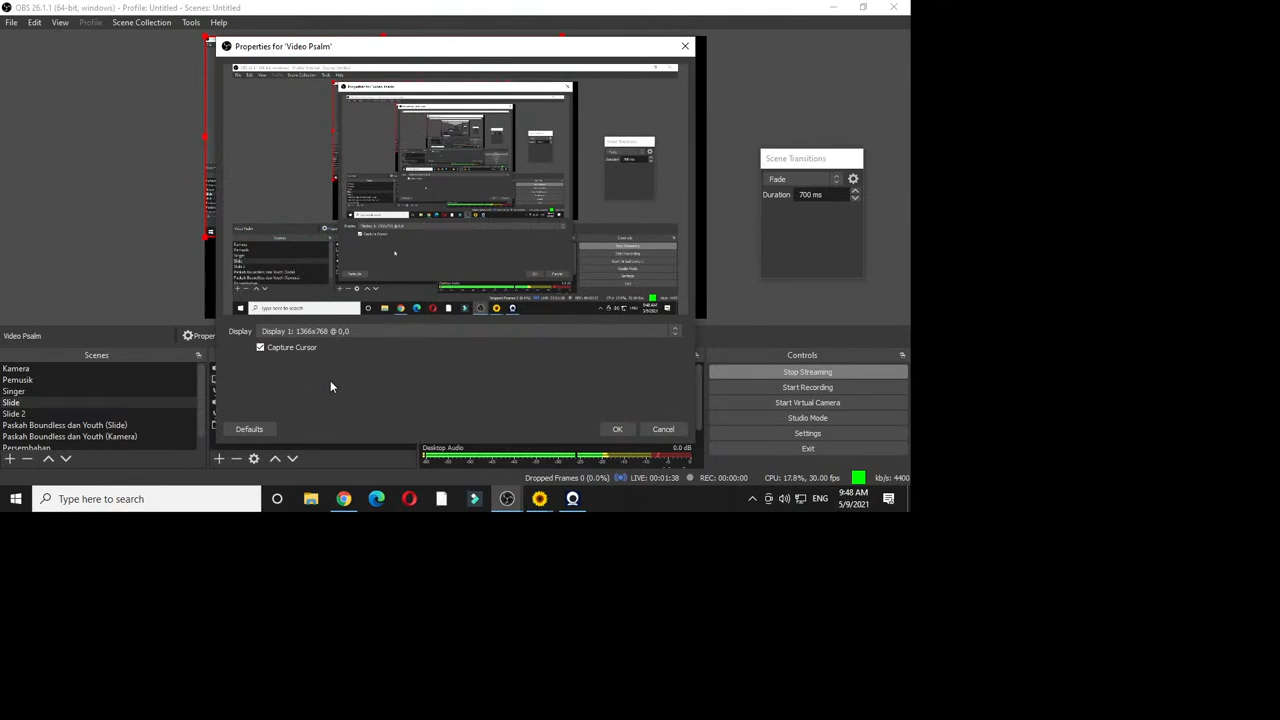 OBS 26.1.1 (64-bit, windows) - Profile: Untitled - Scenes: Untitled
File Edit View Profile Scene Collection Tools Help
Properties for 'Video Psalm'
Scene Transitions
Fade
Duration 700 ms
Display Display 1: 1366x768 @ 0,0
Capture Cursor
Defaults OK Cancel
Video Psalm
Scenes
Kamera
Pemusik
Singer
Slide
Slide 2
Paskah Boundless dan Youth (Slide)
Paskah Boundless dan Youth (Kamera)
Persembahan
Controls
Stop Streaming
Start Recording
Start Virtual Camera
Studio Mode
Settings
Exit
Desktop Audio 0.0 dB
Dropped Frames 0 (0.0%) LIVE: 00:01:38 REC: 00:00:00 CPU: 17.8%, 30.00 fps kb/s: 4400
Type here to search
ENG
9:48 AM
5/9/2021